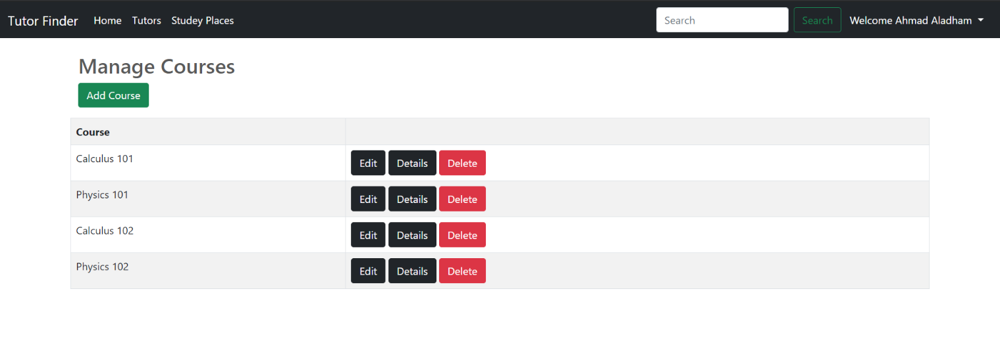 Tutor Finder Home Tutors Studey Places Search Search Welcome Ahmad Aladham
Manage Courses
Add Course
Course
Calculus 101 Edit Details Delete
Physics 101 Edit Details Delete
Calculus 102 Edit Details Delete
Physics 102 Edit Details Delete